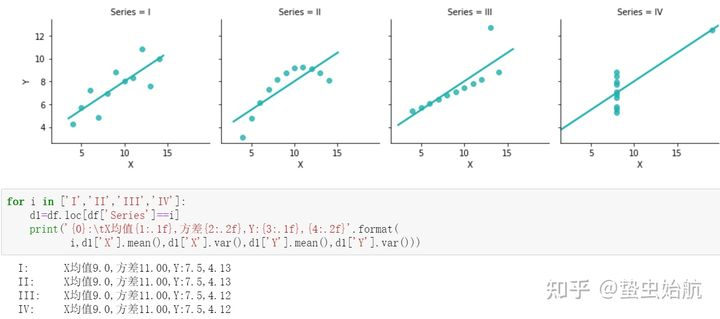 Series = I Series = II Series = III Series = IV
12
10
8
6
4
Y
5 10 15 5 10 15 5 10 15 5 10 15
X X X X
for i in ['I','II','III','IV']:
d1=df.loc[df['Series']==i]
print('{0}:\tX均值{1:.1f},方差{2:.2f},Y:{3:.1f},{4:.2f}'.format(
i,d1['X'].mean(),d1['X'].var(),d1['Y'].mean(),d1['Y'].var()))
I: X均值9.0,方差11.00,Y:7.5,4.13
II: X均值9.0,方差11.00,Y:7.5,4.13
III: X均值9.0,方差11.00,Y:7.5,4.12
IV: X均值9.0,方差11.00,Y:7.5,4.12
知乎 @蛰虫始航